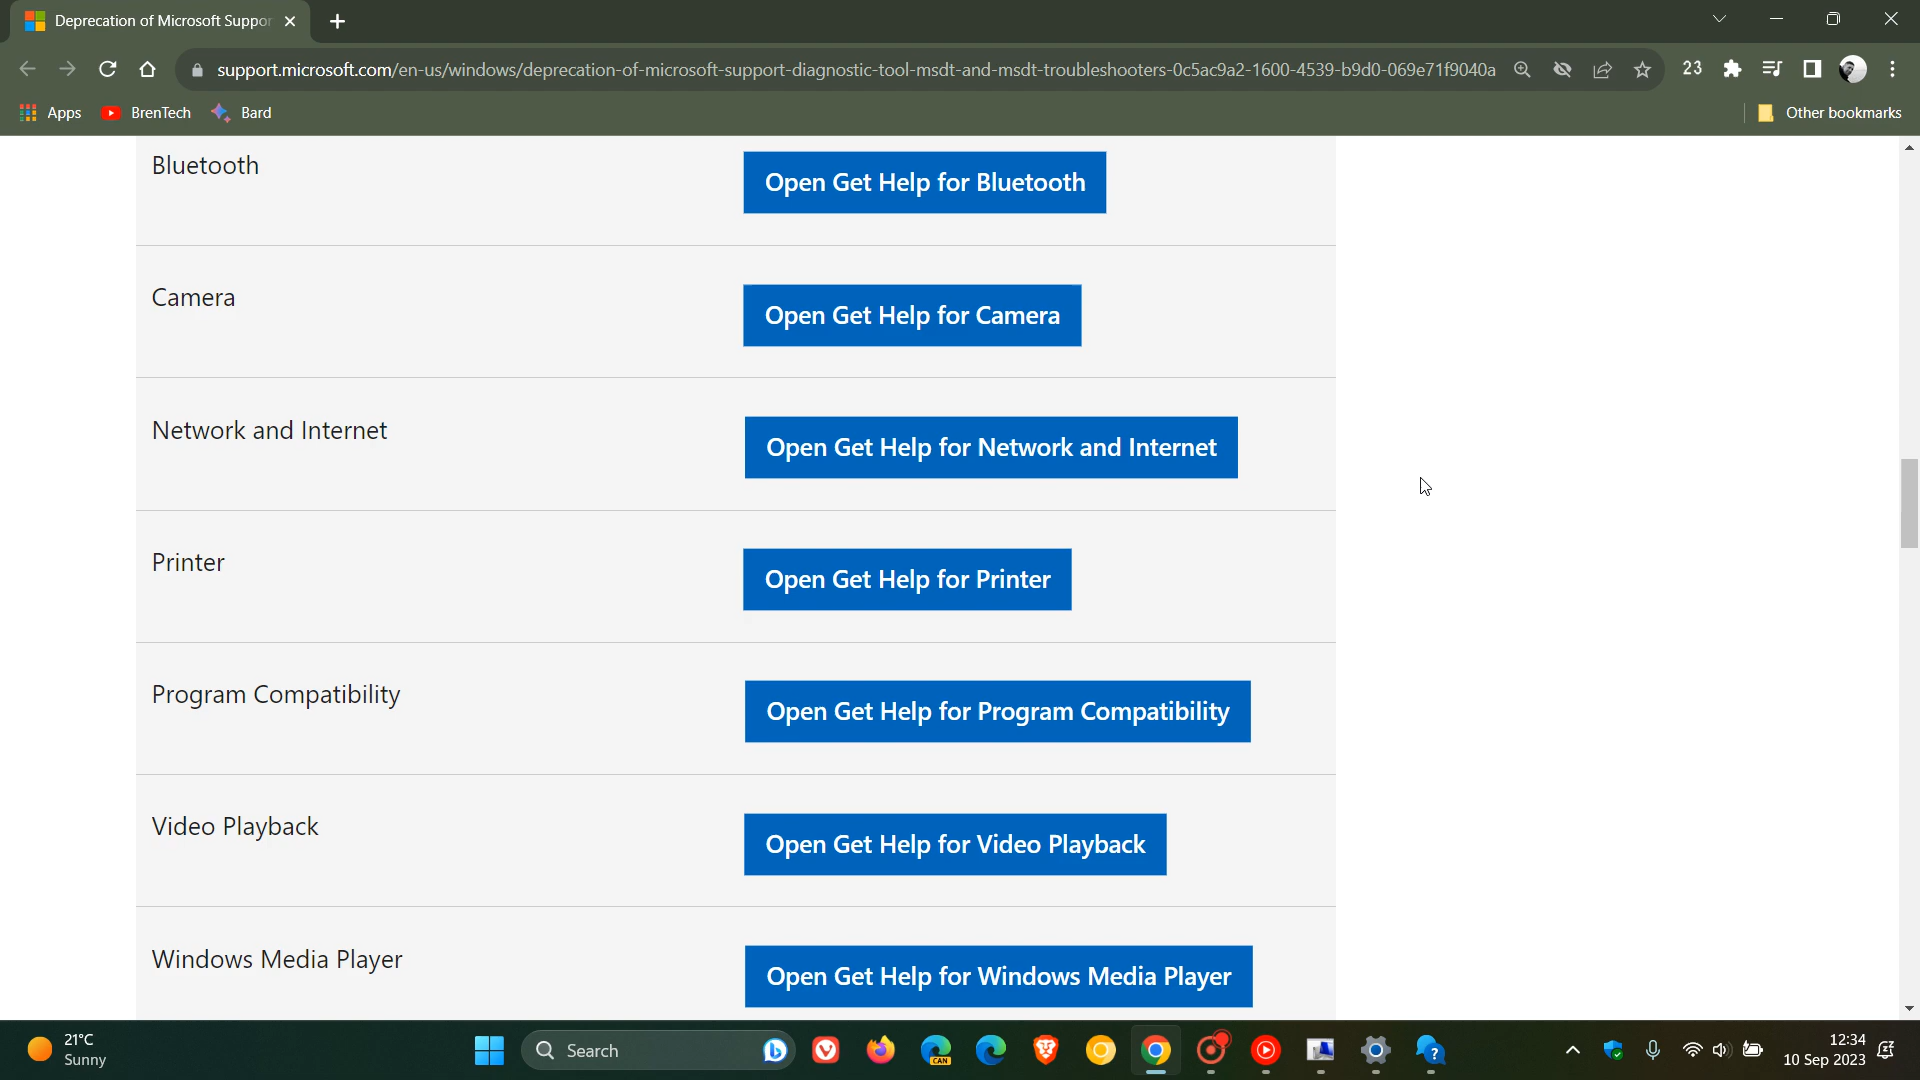 Deprecation of Microsoft Suppor
support.microsoft.com/en-us/windows/deprecation-of-microsoft-support-diagnostic-tool-msdt-and-msdt-troubleshooters-0c5ac9a2-1600-4539-b9d0-069e71f9040a
23
Apps
BrenTech
Bard
Other bookmarks
Bluetooth
Open Get Help for Bluetooth
Camera
Open Get Help for Camera
Network and Internet
Open Get Help for Network and Internet
Printer
Open Get Help for Printer
Program Compatibility
Open Get Help for Program Compatibility
Video Playback
Open Get Help for Video Playback
Windows Media Player
Open Get Help for Windows Media Player
21°C
Sunny
Search
CAN
12:34
10 Sep 2023